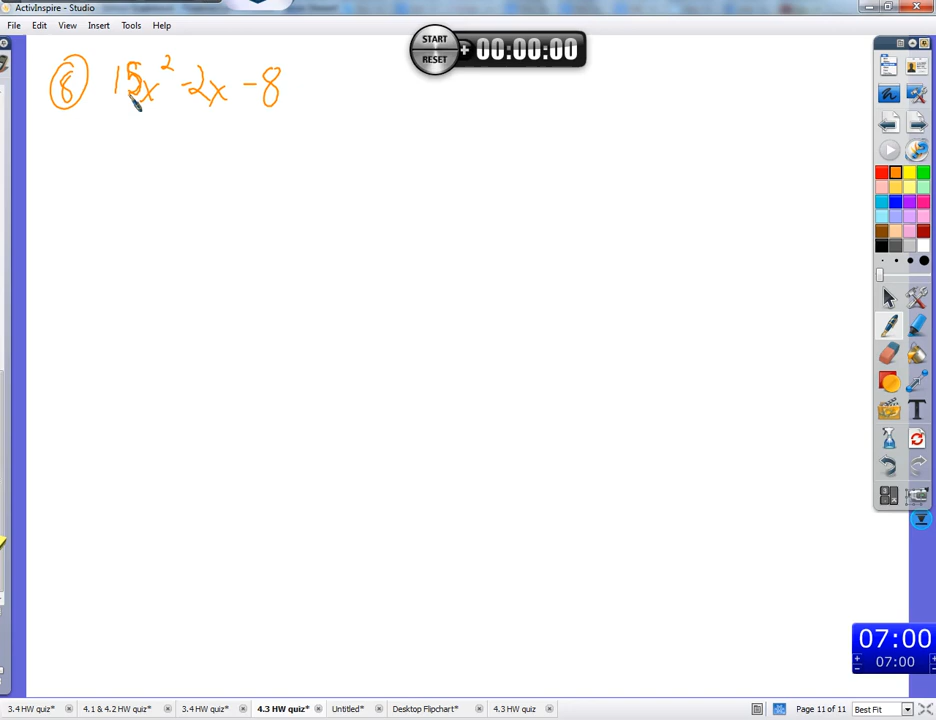 ActivInspire - Studio
File Edit View Insert Tools Help
START
RESET
00:00:00
8 15x² -2x -8
07:00
07:00
3.4 HW quiz* 4.1 & 4.2 HW quiz* 3.4 HW quiz* 4.3 HW quiz* Untitled* Desktop Flipchart* 4.3 HW quiz Page 11 of 11 Best Fit